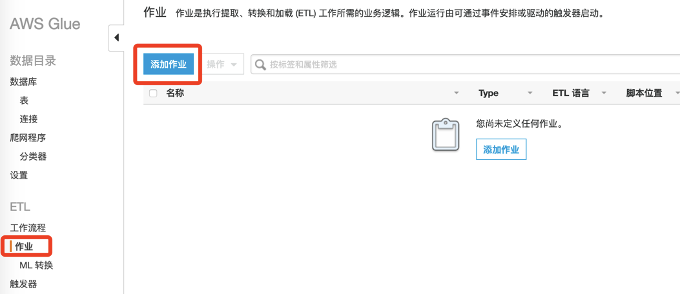 AWS Glue
数据目录
数据库
表
连接
爬网程序
分类器
设置
ETL
工作流程
作业
ML 转换
触发器
作业 作业是执行提取、转换和加载 (ETL) 工作所需的业务逻辑。作业运行由可通过事件安排或驱动的触发器启动。
添加作业 操作 按标签和属性筛选
名称 Type ETL 语言 脚本位置
您尚未定义任何作业。
添加作业